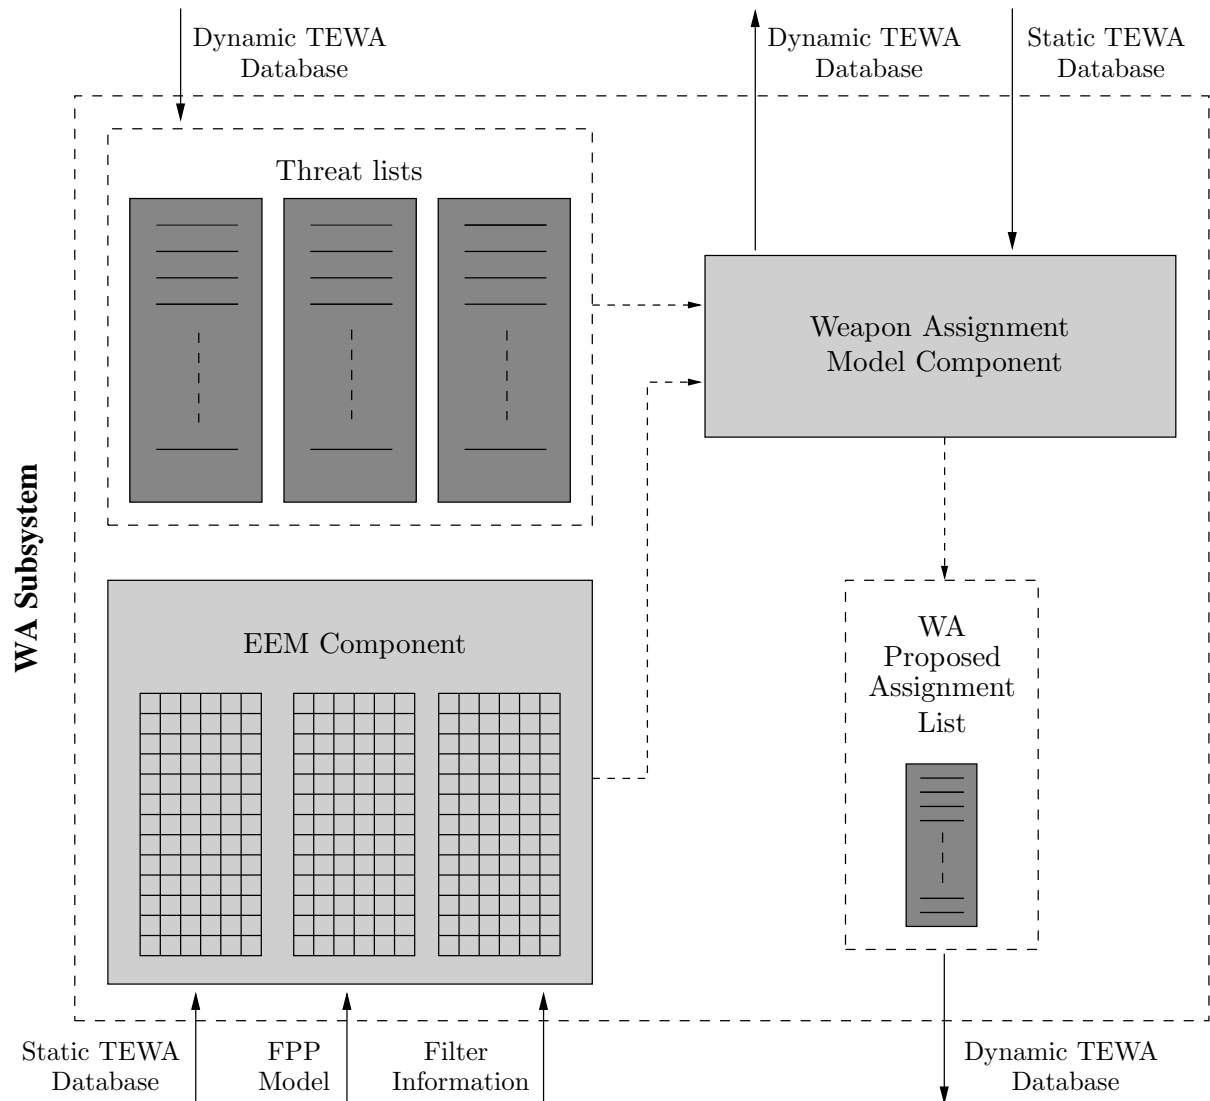 Dynamic TEWA
Database
Dynamic TEWA
Database
Static TEWA
Database
Threat lists
Weapon Assignment
Model Component
WA Subsystem
EEM Component
WA
Proposed
Assignment
List
Static TEWA
Database
FPP
Model
Filter
Information
Dynamic TEWA
Database